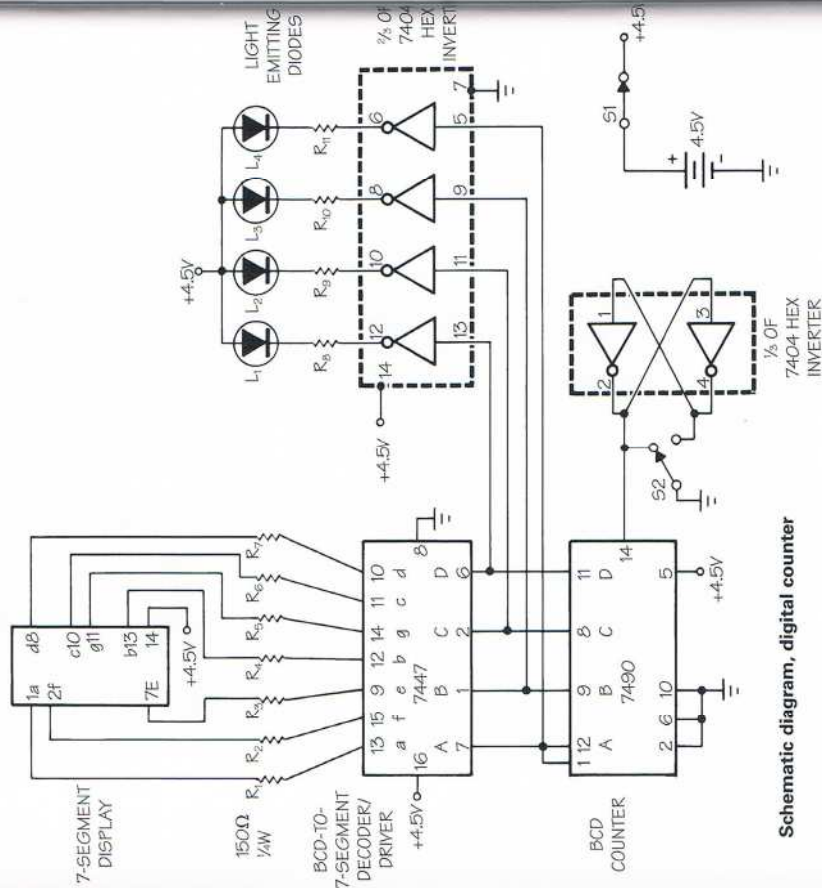 7-SEGMENT
DISPLAY
1a
2f
7E
d8
c10
g11
b13
14
+4.5V
150Ω
¼W
R1
R2
R3
R4
R5
R6
R7
BCD-TO-
7-SEGMENT
DECODER/
DRIVER
13 15 9 12 14 11 10
a f e b g c d
16
7447
8
A B C D
7 1 2 6
+4.5V
BCD
COUNTER
1 12 9 8 11
A B C D
7490
14
2 6 10 5
+4.5V
LIGHT
EMITTING
DIODES
+4.5V
L1
L2
L3
L4
R8
R9
R10
R11
⅔ OF
7404
HEX
INVERT
12 10 8 6
14
7
13 11 9 5
+4.5V
1
2
3
4
⅓ OF
7404 HEX
INVERTER
S2
S1
+4.5V
+
4.5V
-
Schematic diagram, digital counter